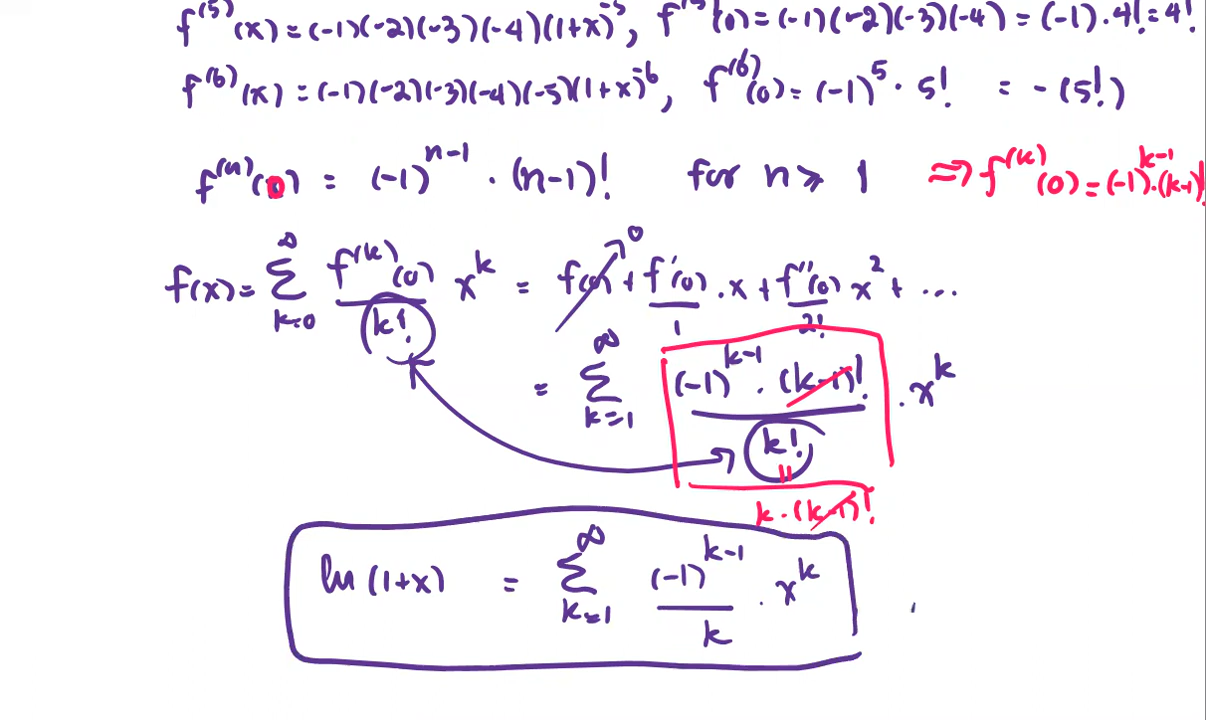 f^(5)(x) = (-1)(-2)(-3)(-4)(1+x)^-5, f^(5)(0) = (-1)(-2)(-3)(-4) = (-1)·4! = 4!
f^(6)(x) = (-1)(-2)(-3)(-4)(-5)(1+x)^-6, f^(6)(0) = (-1)^5 · 5! = -(5!)
f^(n)(0) = (-1)^n-1 · (n-1)! for n ≥ 1 ⇒ f^(k)(0) = (-1)^k-1·(k-1)!
f(x) = ∑_k=0^∞ f^(k)(0)/k! x^k = f(0)→0 + f'(0)/1 · x + f''(0)/2! x^2 + ...
= ∑_k=1^∞ (-1)^k-1 · (k-1)!/k! · x^k
k·(k-1)!
ln(1+x) = ∑_k=1^∞ (-1)^k-1/k · x^k